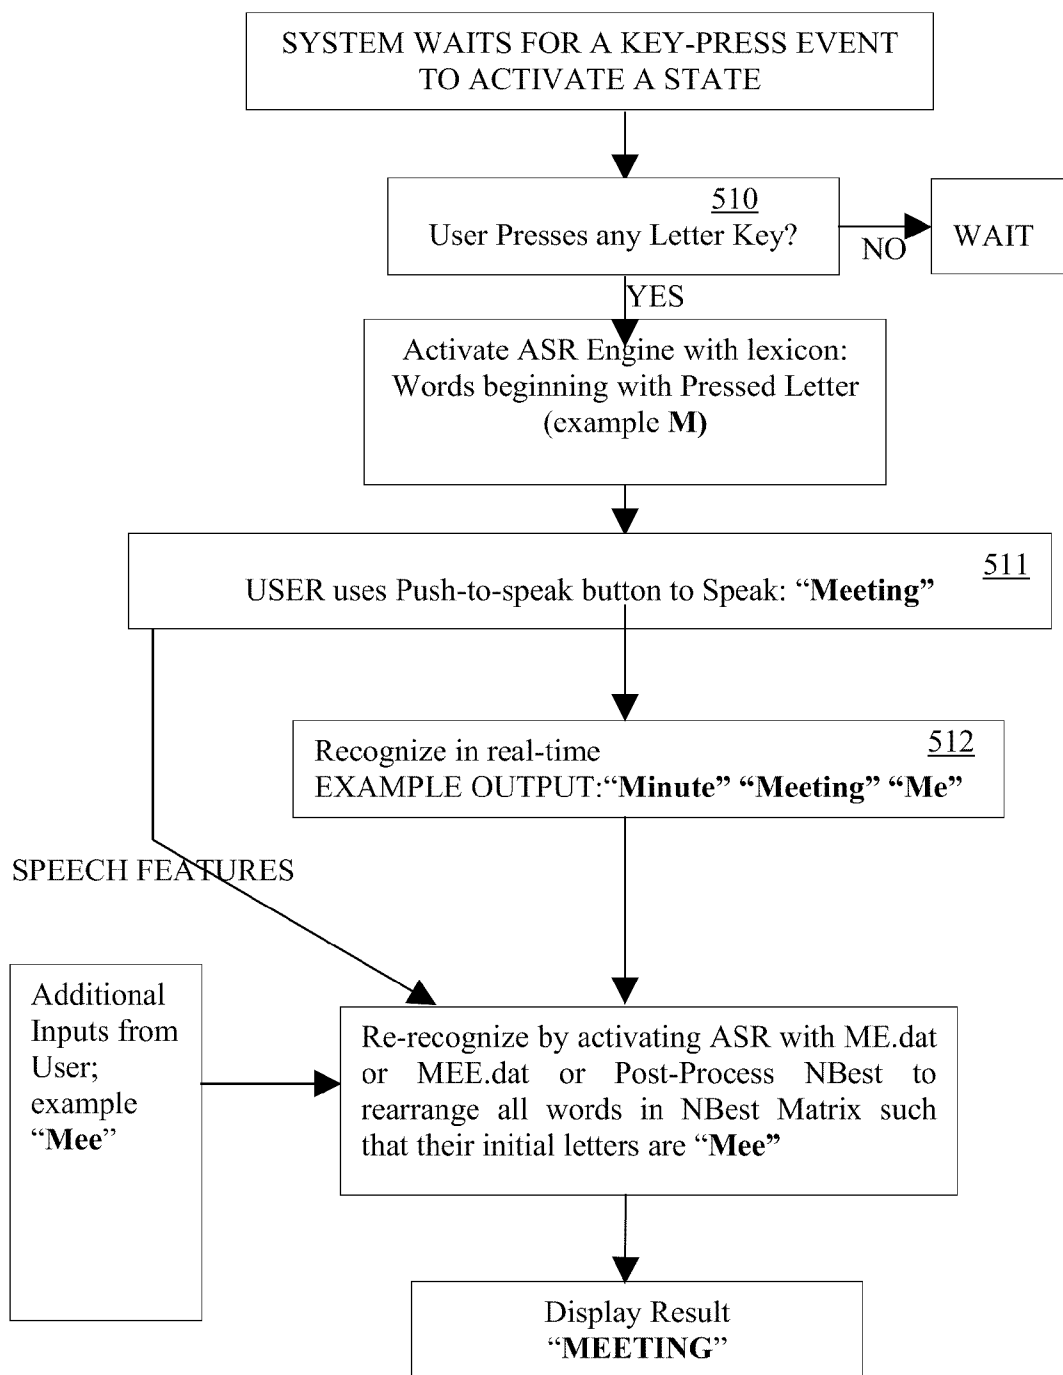 SYSTEM WAITS FOR A KEY-PRESS EVENT
TO ACTIVATE A STATE
510
User Presses any Letter Key?
NO
WAIT
YES
Activate ASR Engine with lexicon:
Words beginning with Pressed Letter
(example M)
511
USER uses Push-to-speak button to Speak: “Meeting”
512
Recognize in real-time
EXAMPLE OUTPUT:“Minute” “Meeting” “Me”
SPEECH FEATURES
Additional
Inputs from
User;
example
“Mee”
Re-recognize by activating ASR with ME.dat
or MEE.dat or Post-Process NBest to
rearrange all words in NBest Matrix such
that their initial letters are “Mee”
Display Result
“MEETING”